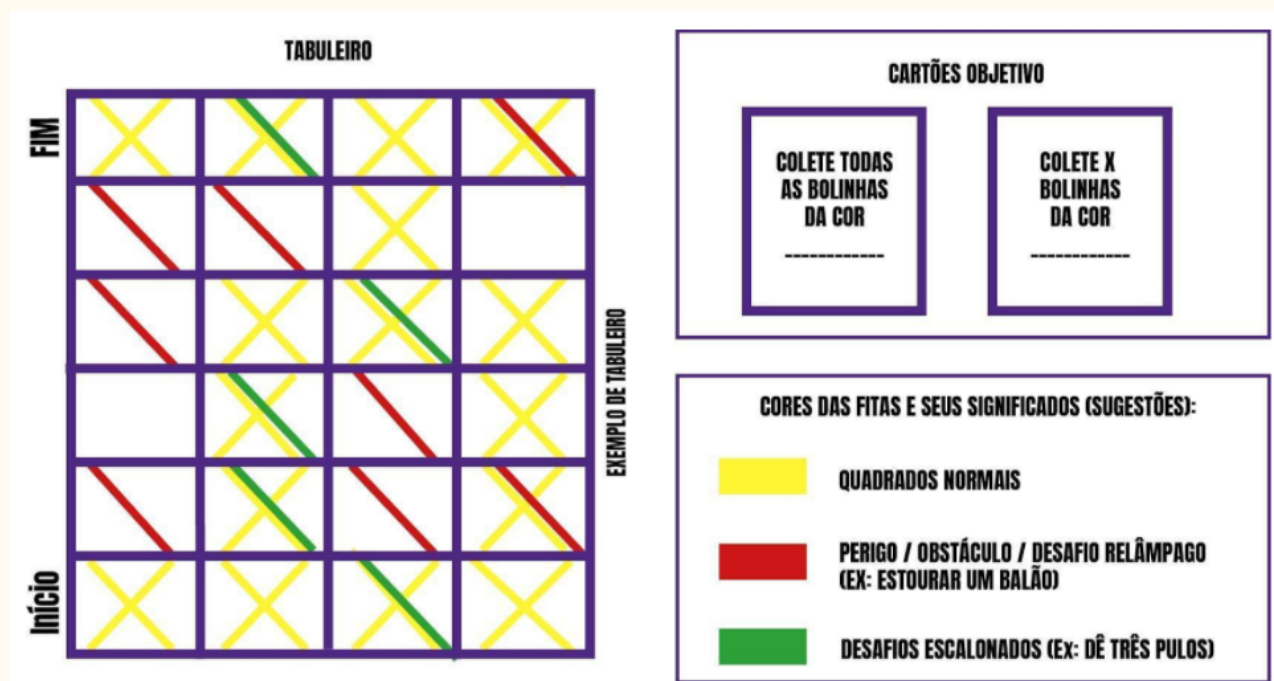 TABULEIRO
FIM
INÍCIO
EXEMPLO DE TABULEIRO
CARTÕES OBJETIVO
COLETE TODAS
AS BOLINHAS
DA COR
------------
COLETE X
BOLINHAS
DA COR
------------
CORES DAS FITAS E SEUS SIGNIFICADOS (SUGESTÕES):
QUADRADOS NORMAIS
PERIGO / OBSTÁCULO / DESAFIO RELÂMPAGO
(EX: ESTOURAR UM BALÃO)
DESAFIOS ESCALONADOS (EX: DÊ TRÊS PULOS)